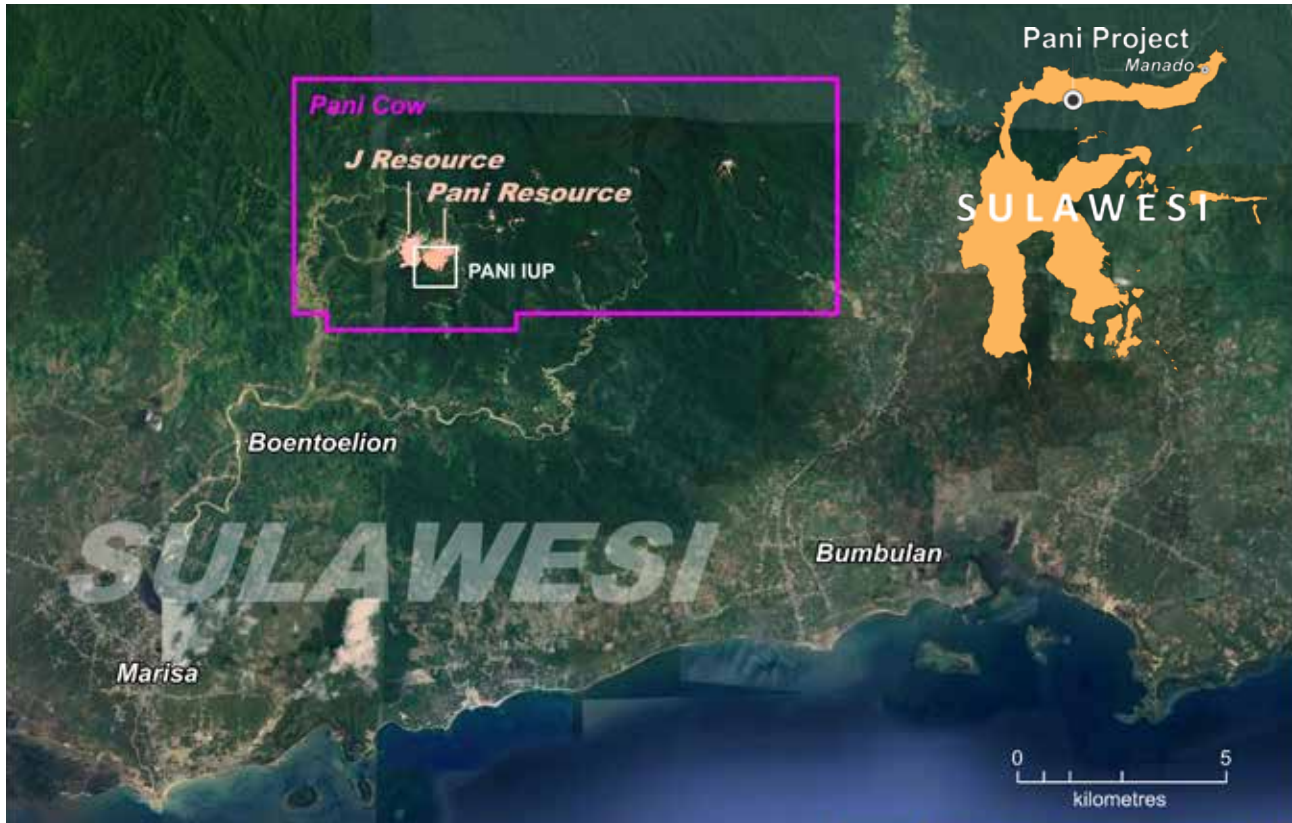 Pani Project
Manado
SULAWESI
Pani Cow
J Resource
Pani Resource
PANI IUP
Boentoelion
SULAWESI
Bumbulan
Marisa
0 5
kilometres